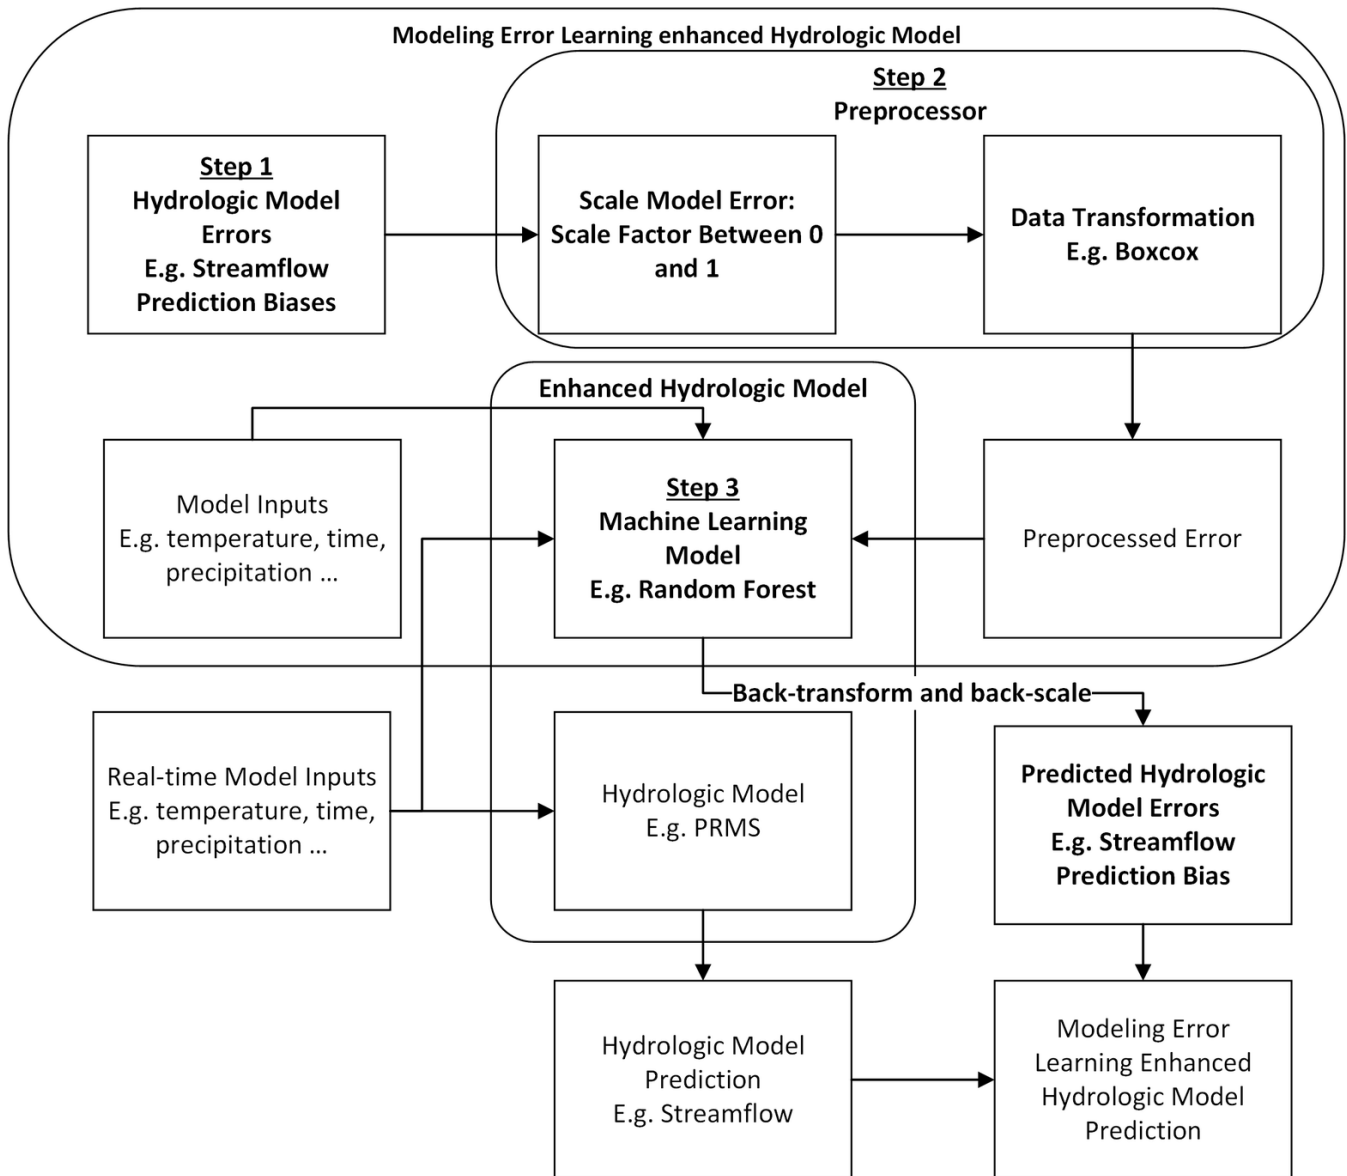 Modeling Error Learning enhanced Hydrologic Model
Step 2
Preprocessor
Step 1
Hydrologic Model
Errors
E.g. Streamflow
Prediction Biases
Scale Model Error:
Scale Factor Between 0
and 1
Data Transformation
E.g. Boxcox
Enhanced Hydrologic Model
Model Inputs
E.g. temperature, time,
precipitation ...
Step 3
Machine Learning
Model
E.g. Random Forest
Preprocessed Error
Back-transform and back-scale
Real-time Model Inputs
E.g. temperature, time,
precipitation ...
Hydrologic Model
E.g. PRMS
Predicted Hydrologic
Model Errors
E.g. Streamflow
Prediction Bias
Hydrologic Model
Prediction
E.g. Streamflow
Modeling Error
Learning Enhanced
Hydrologic Model
Prediction